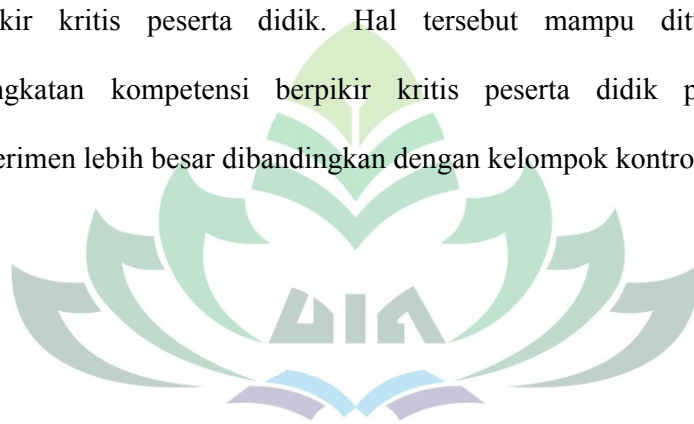 kir kritis peserta didik. Hal tersebut mampu dit
ngkatan kompetensi berpikir kritis peserta didik p
erimen lebih besar dibandingkan dengan kelompok kontro
UIN